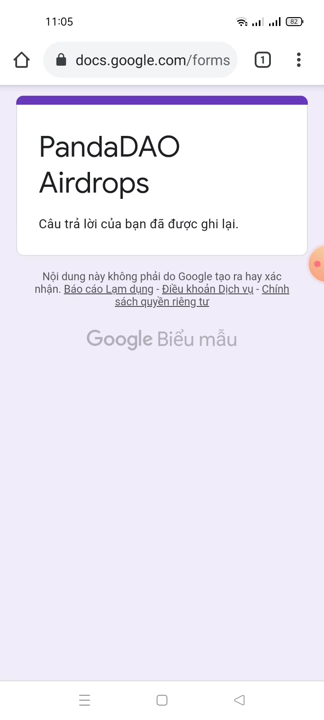 11:05
82
docs.google.com/forms
1
PandaDAO
Airdrops
Câu trả lời của bạn đã được ghi lại.
Nội dung này không phải do Google tạo ra hay xác
nhận. Báo cáo Lạm dụng - Điều khoản Dịch vụ - Chính
sách quyền riêng tư
Google Biểu mẫu